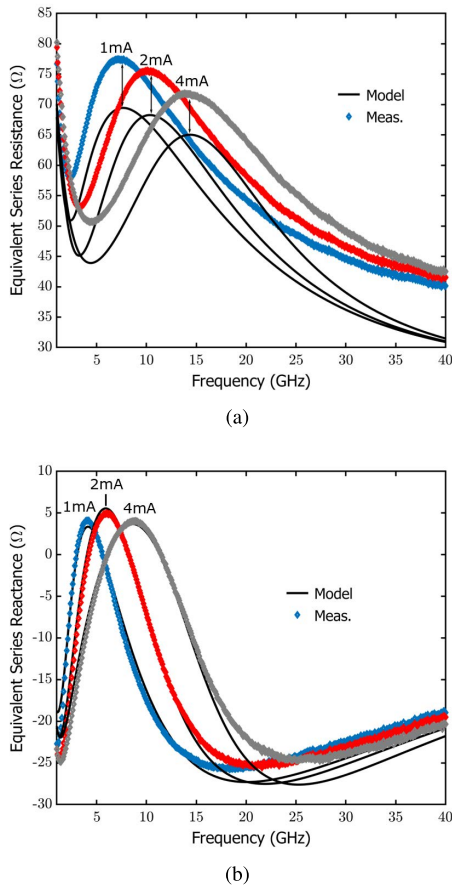 85
80
75
70
65
60
55
50
45
40
35
30
Equivalent Series Resistance (Ω)
1mA
2mA
4mA
Model
Meas.
5 10 15 20 25 30 35 40
Frequency (GHz)
(a)
10
5
0
-5
-10
-15
-20
-25
-30
Equivalent Series Reactance (Ω)
2mA
1mA
4mA
Model
Meas.
5 10 15 20 25 30 35 40
Frequency (GHz)
(b)